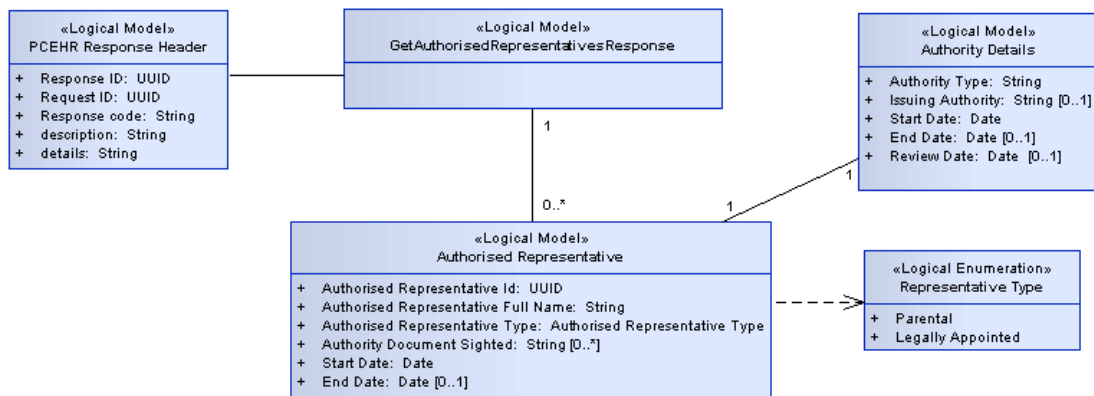 «Logical Model»
PCEHR Response Header
+ Response ID: UUID
+ Request ID: UUID
+ Response code: String
+ description: String
+ details: String
«Logical Model»
GetAuthorisedRepresentativesResponse
«Logical Model»
Authority Details
+ Authority Type: String
+ Issuing Authority: String [0..1]
+ Start Date: Date
+ End Date: Date [0..1]
+ Review Date: Date [0..1]
1
0..*
1
1
«Logical Model»
Authorised Representative
+ Authorised Representative Id: UUID
+ Authorised Representative Full Name: String
+ Authorised Representative Type: Authorised Representative Type
+ Authority Document Sighted: String [0..*]
+ Start Date: Date
+ End Date: Date [0..1]
«Logical Enumeration»
Representative Type
+ Parental
+ Legally Appointed